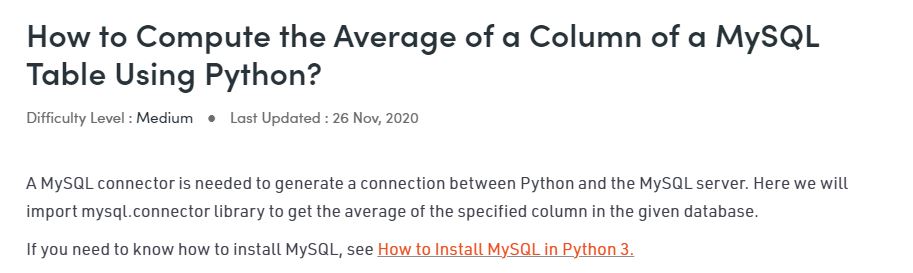 How to Compute the Average of a Column of a MySQL
Table Using Python?
Difficulty Level : Medium ● Last Updated : 26 Nov, 2020
A MySQL connector is needed to generate a connection between Python and the MySQL server. Here we will
import mysql.connector library to get the average of the specified column in the given database.
If you need to know how to install MySQL, see How to Install MySQL in Python 3.